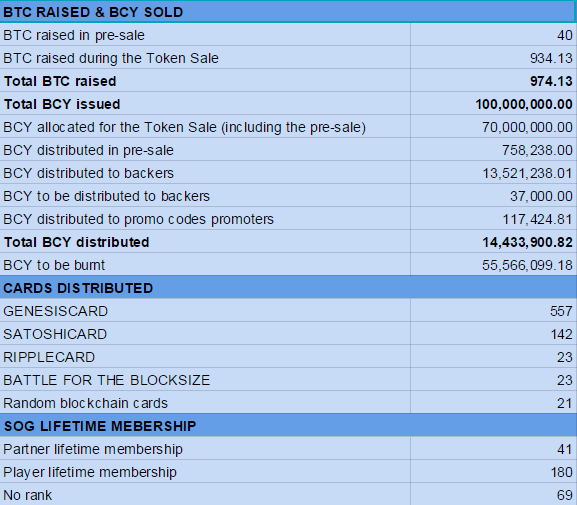 BTC RAISED & BCY SOLD
BTC raised in pre-sale 40
BTC raised during the Token Sale 934.13
Total BTC raised 974.13
Total BCY issued 100,000,000.00
BCY allocated for the Token Sale (including the pre-sale) 70,000,000.00
BCY distributed in pre-sale 758,238.00
BCY distributed to backers 13,521,238.01
BCY to be distributed to backers 37,000.00
BCY distributed to promo codes promoters 117,424.81
Total BCY distributed 14,433,900.82
BCY to be burnt 55,566,099.18
CARDS DISTRIBUTED
GENESISCARD 557
SATOSHICARD 142
RIPPLECARD 23
BATTLE FOR THE BLOCKSIZE 23
Random blockchain cards 21
SOG LIFETIME MEBERSHIP
Partner lifetime membership 41
Player lifetime membership 180
No rank 69